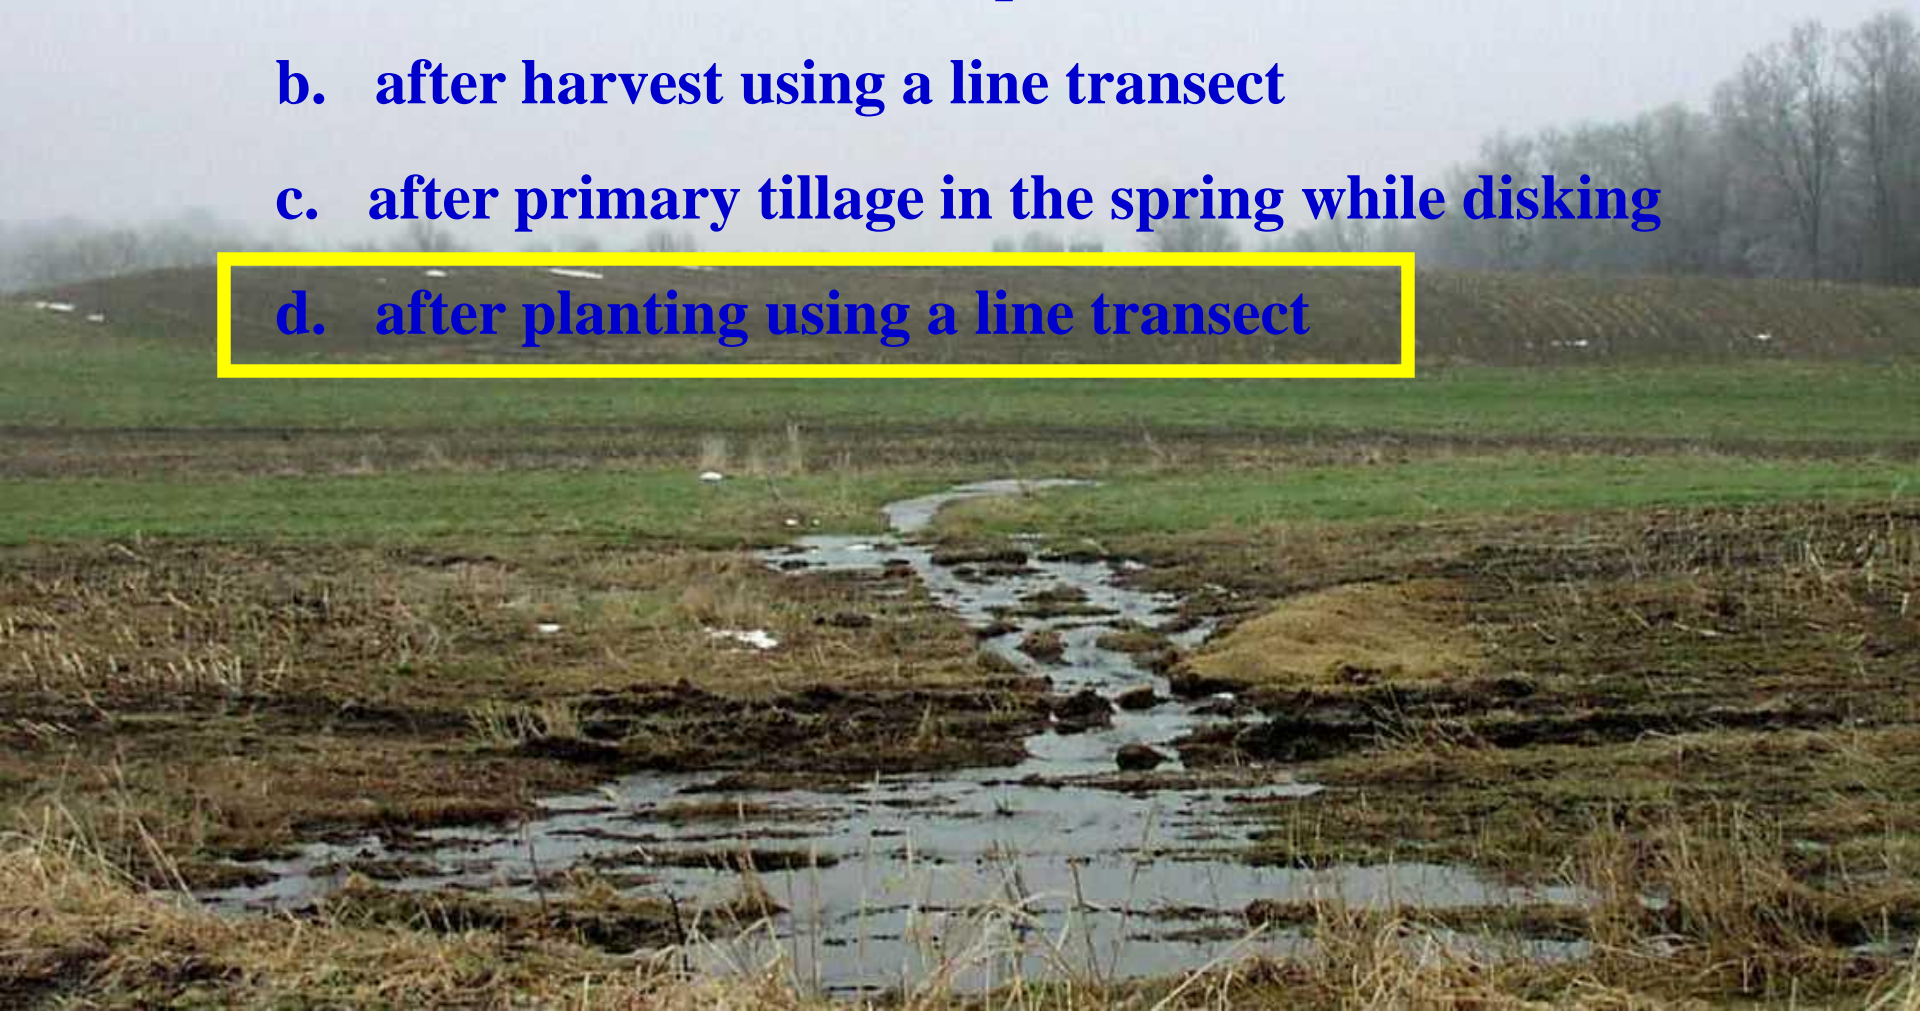 b. after harvest using a line transect
c. after primary tillage in the spring while disking
d. after planting using a line transect